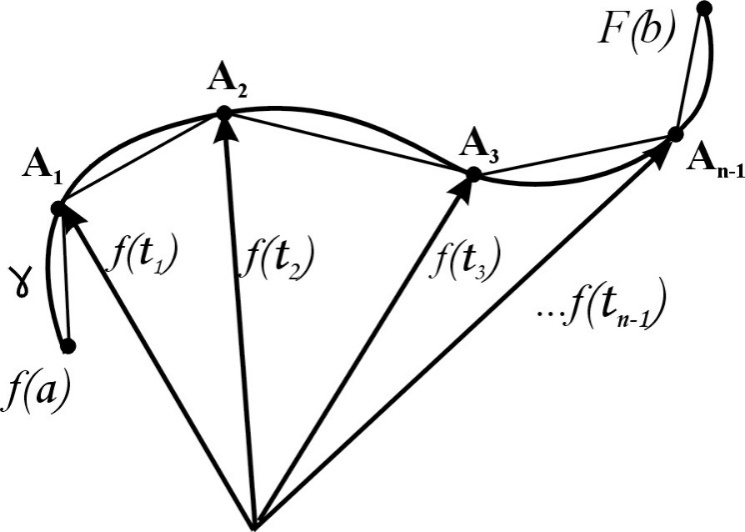 F(b)
A₂
A₁
A₃
Aₙ₋₁
f(t₁)
f(t₂)
f(t₃)
γ
...f(tₙ₋₁)
f(a)